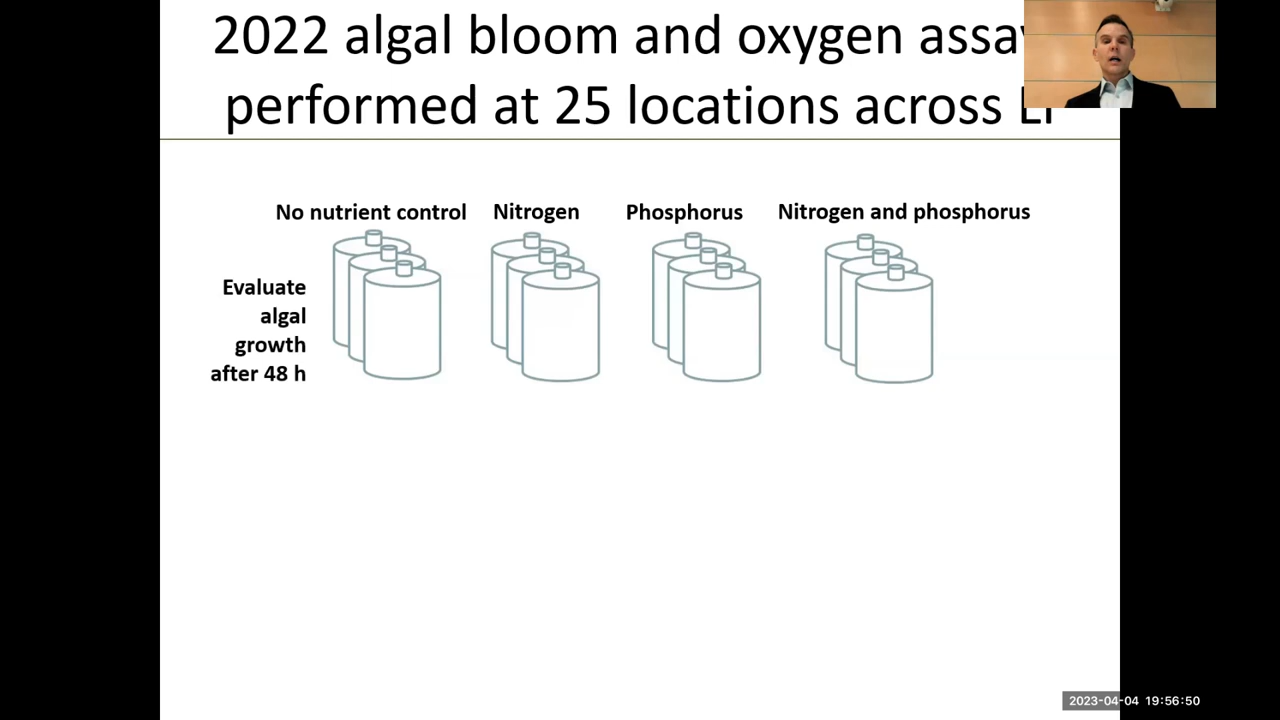 2022 algal bloom and oxygen
performed at 25 locations across
No nutrient control
Nitrogen
Phosphorus
Nitrogen and phosphorus
Evaluate
algal
growth
after 48 h
2023-04-04 19:56:50